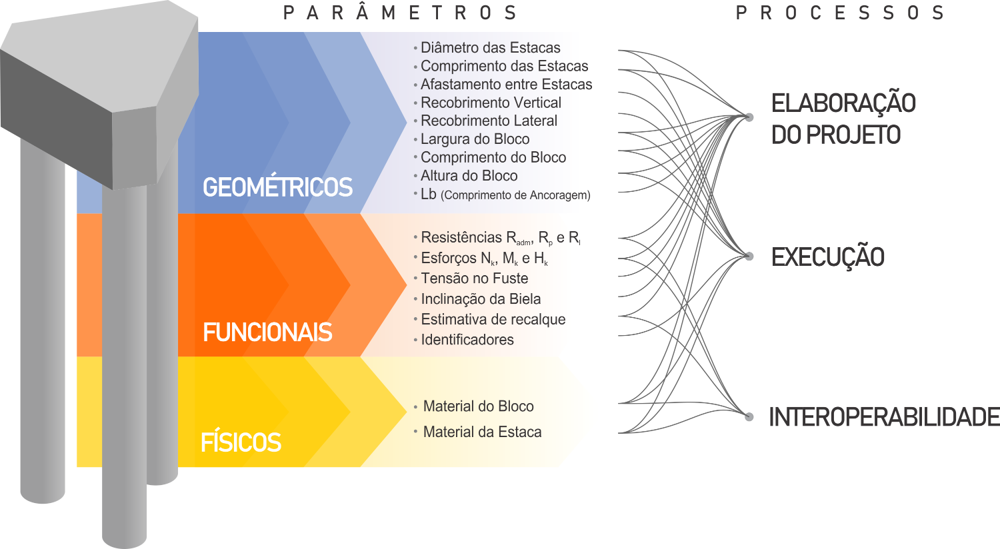 PARÂMETROS
PROCESSOS
• Diâmetro das Estacas
• Comprimento das Estacas
• Afastamento entre Estacas
• Recobrimento Vertical
• Recobrimento Lateral
• Largura do Bloco
• Comprimento do Bloco
• Altura do Bloco
• Lb (Comprimento de Ancoragem)
GEOMÉTRICOS
• Resistências Radm, Rp e Rl
• Esforços Nk, Mk e Hk
• Tensão no Fuste
• Inclinação da Biela
• Estimativa de recalque
• Identificadores
FUNCIONAIS
• Material do Bloco
• Material da Estaca
FÍSICOS
ELABORAÇÃO
DO PROJETO
EXECUÇÃO
INTEROPERABILIDADE